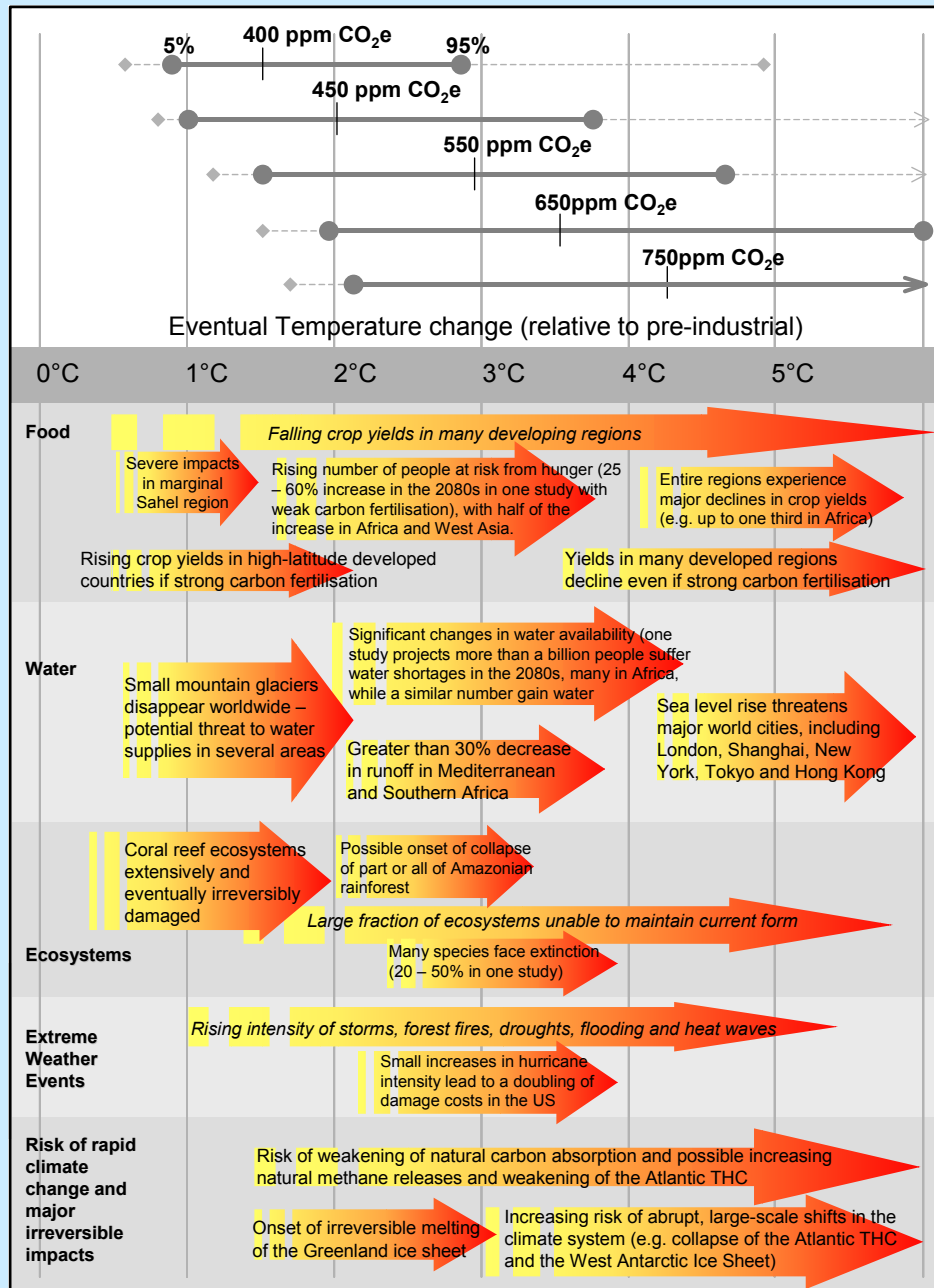 5%
400 ppm CO2e
95%
450 ppm CO2e
550 ppm CO2e
650ppm CO2e
750ppm CO2e
Eventual Temperature change (relative to pre-industrial)
0°C 1°C 2°C 3°C 4°C 5°C
Food
Falling crop yields in many developing regions
Severe impacts
in marginal
Sahel region
Rising number of people at risk from hunger (25
– 60% increase in the 2080s in one study with
weak carbon fertilisation), with half of the
increase in Africa and West Asia.
Entire regions experience
major declines in crop yields
(e.g. up to one third in Africa)
Rising crop yields in high-latitude developed
countries if strong carbon fertilisation
Yields in many developed regions
decline even if strong carbon fertilisation
Water
Small mountain glaciers
disappear worldwide –
potential threat to water
supplies in several areas
Significant changes in water availability (one
study projects more than a billion people suffer
water shortages in the 2080s, many in Africa,
while a similar number gain water
Greater than 30% decrease
in runoff in Mediterranean
and Southern Africa
Sea level rise threatens
major world cities, including
London, Shanghai, New
York, Tokyo and Hong Kong
Ecosystems
Coral reef ecosystems
extensively and
eventually irreversibly
damaged
Possible onset of collapse
of part or all of Amazonian
rainforest
Large fraction of ecosystems unable to maintain current form
Many species face extinction
(20 – 50% in one study)
Extreme
Weather
Events
Rising intensity of storms, forest fires, droughts, flooding and heat waves
Small increases in hurricane
intensity lead to a doubling of
damage costs in the US
Risk of rapid
climate
change and
major
irreversible
impacts
Risk of weakening of natural carbon absorption and possible increasing
natural methane releases and weakening of the Atlantic THC
Onset of irreversible melting
of the Greenland ice sheet
Increasing risk of abrupt, large-scale shifts in the
climate system (e.g. collapse of the Atlantic THC
and the West Antarctic Ice Sheet)